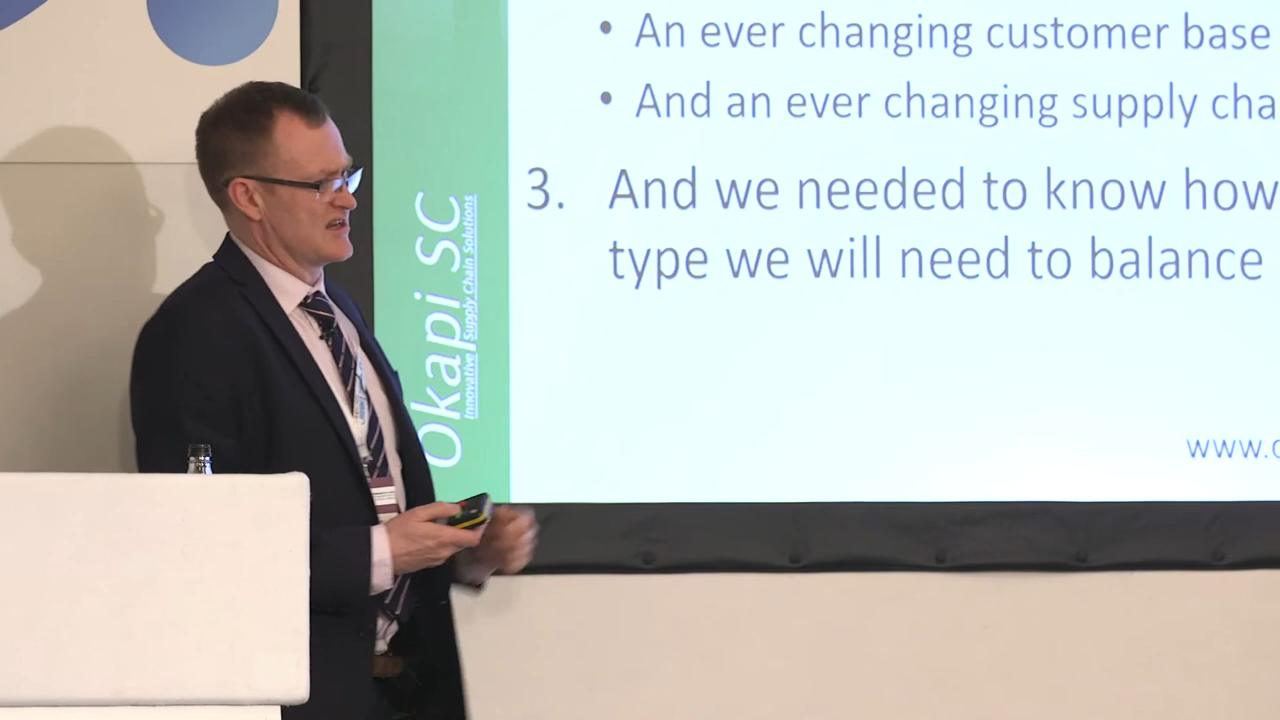 • An ever changing customer base
• And an ever changing supply cha
3. And we needed to know how
type we will need to balance
www.
Okapi SC
Innovative Supply Chain Solutions